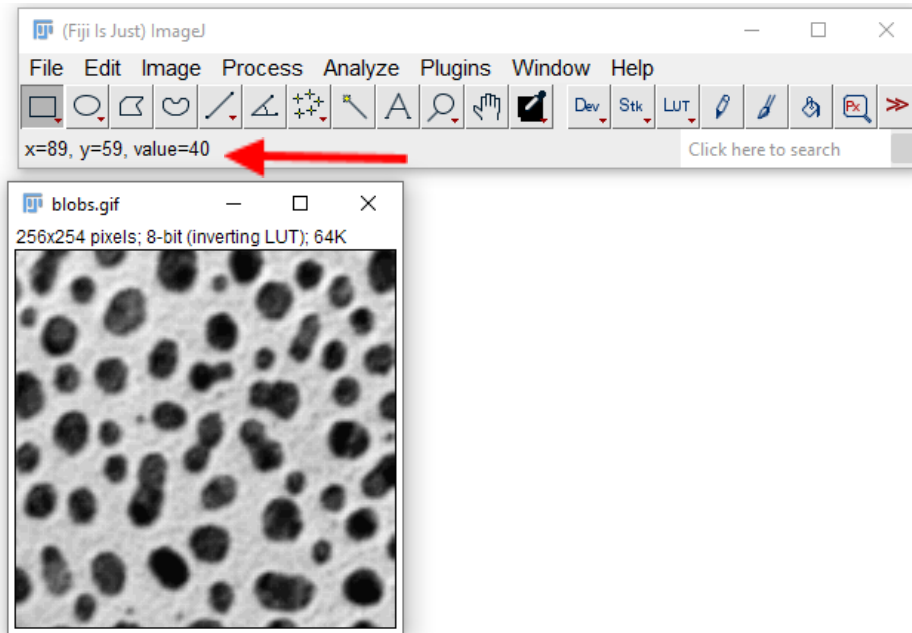 (Fiji Is Just) ImageJ
File Edit Image Process Analyze Plugins Window Help
A Dev Stk LUT Px >>
x=89, y=59, value=40 Click here to search
blobs.gif
256x254 pixels; 8-bit (inverting LUT); 64K